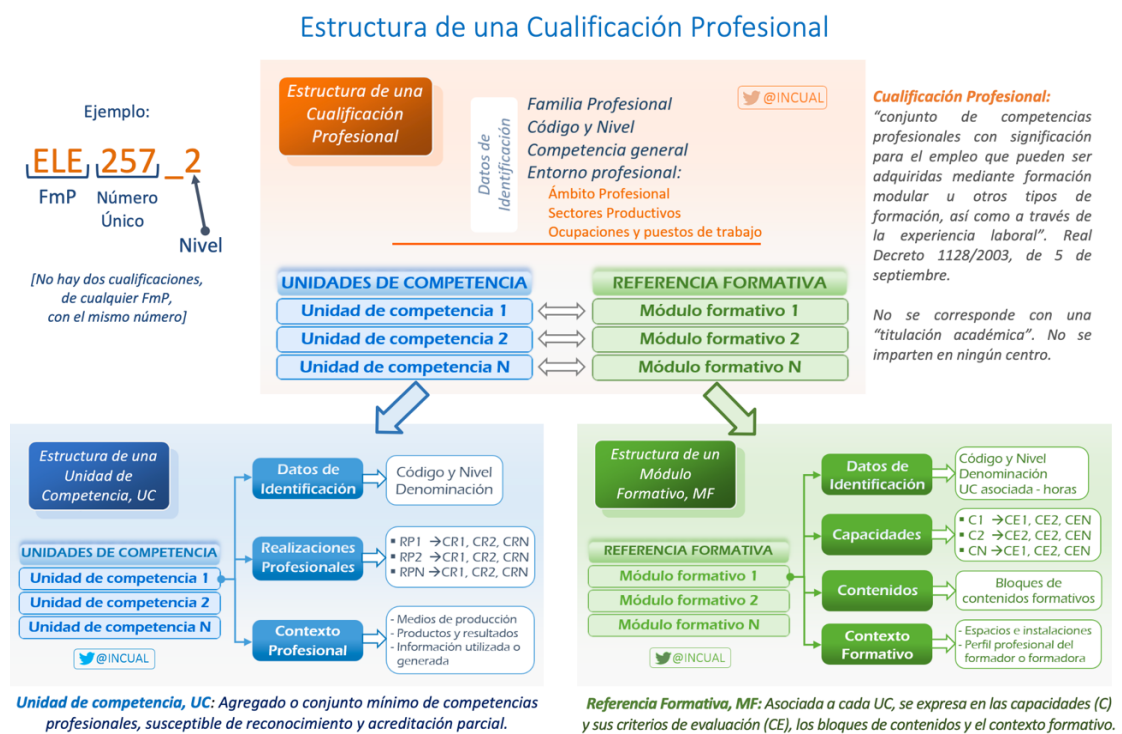 Estructura de una Cualificación Profesional
Ejemplo:
ELE 257 _2
FmP
Número
Único
Nivel
[No hay dos cualificaciones,
de cualquier FmP,
con el mismo número]
Estructura de una
Cualificación
Profesional
Datos de
Identificación
@INCUAL
Familia Profesional
Código y Nivel
Competencia general
Entorno profesional:
Ámbito Profesional
Sectores Productivos
Ocupaciones y puestos de trabajo
UNIDADES DE COMPETENCIA
Unidad de competencia 1
Unidad de competencia 2
Unidad de competencia N
REFERENCIA FORMATIVA
Módulo formativo 1
Módulo formativo 2
Módulo formativo N
Cualificación Profesional:
“conjunto de competencias
profesionales con significación
para el empleo que pueden ser
adquiridas mediante formación
modular u otros tipos de
formación, así como a través de
la experiencia laboral”. Real
Decreto 1128/2003, de 5 de
septiembre.
No se corresponde con una
“titulación académica”. No se
imparten en ningún centro.
Estructura de una
Unidad de
Competencia, UC
UNIDADES DE COMPETENCIA
Unidad de competencia 1
Unidad de competencia 2
Unidad de competencia N
@INCUAL
Datos de
Identificación
Código y Nivel
Denominación
Realizaciones
Profesionales
▪ RP1 →CR1, CR2, CRN
▪ RP2 →CR1, CR2, CRN
▪ RPN →CR1, CR2, CRN
Contexto
Profesional
- Medios de producción
- Productos y resultados
- Información utilizada o
generada
Unidad de competencia, UC: Agregado o conjunto mínimo de competencias
profesionales, susceptible de reconocimiento y acreditación parcial.
Estructura de un
Módulo
Formativo, MF
REFERENCIA FORMATIVA
Módulo formativo 1
Módulo formativo 2
Módulo formativo N
@INCUAL
Datos de
Identificación
Código y Nivel
Denominación
UC asociada - horas
Capacidades
▪ C1 →CE1, CE2, CEN
▪ C2 →CE2, CE2, CEN
▪ CN →CE1, CE2, CEN
Contenidos
Bloques de
contenidos formativos
Contexto
Formativo
- Espacios e instalaciones
- Perfil profesional del
formador o formadora
Referencia Formativa, MF: Asociada a cada UC, se expresa en las capacidades (C)
y sus criterios de evaluación (CE), los bloques de contenidos y el contexto formativo.